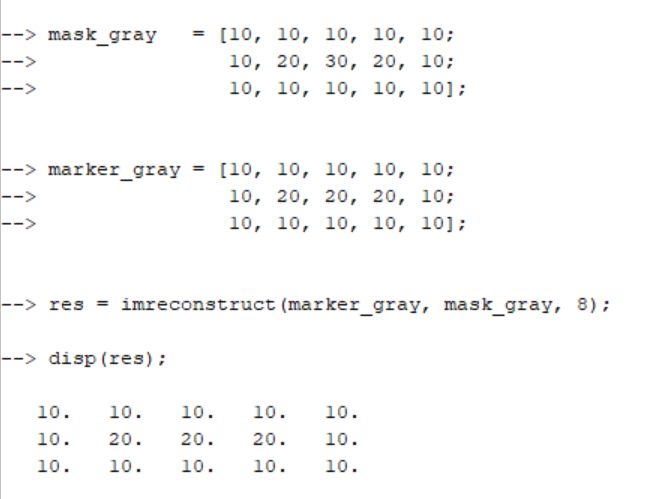 --> mask_gray   = [10, 10, 10, 10, 10;
-->                10, 20, 30, 20, 10;
-->                10, 10, 10, 10, 10];
--> marker_gray = [10, 10, 10, 10, 10;
-->                10, 20, 20, 20, 10;
-->                10, 10, 10, 10, 10];
--> res = imreconstruct(marker_gray, mask_gray, 8);
--> disp(res);
   10.   10.   10.   10.   10.
   10.   20.   20.   20.   10.
   10.   10.   10.   10.   10.